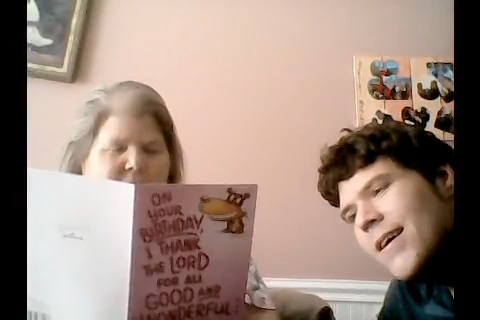 ON
YOUR
BIRTHDAY,
I THANK
THE LORD
FOR ALL
GOOD AND
WONDERFUL